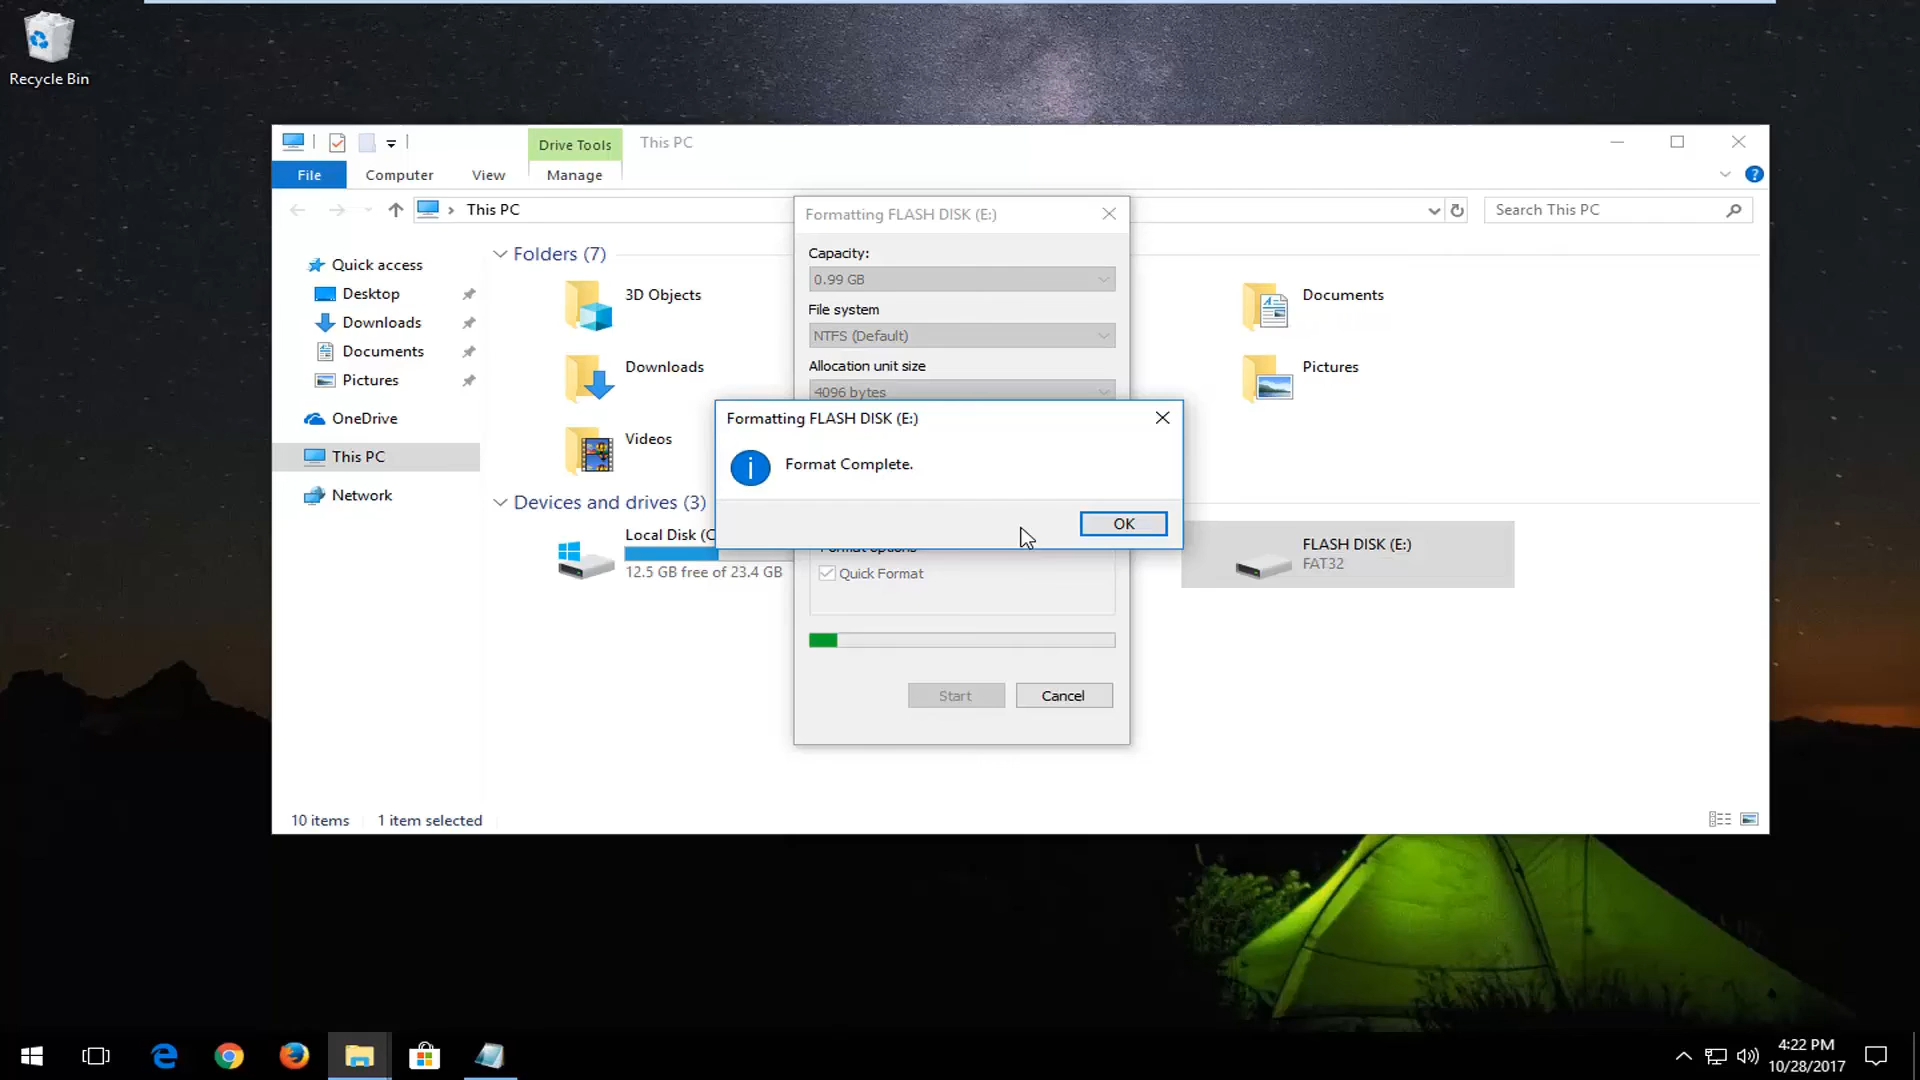 Recycle Bin
Drive Tools
This PC
File
Computer
View
Manage
This PC
Search This PC
Quick access
Desktop
Downloads
Documents
Pictures
OneDrive
This PC
Network
Folders (7)
3D Objects
Documents
Downloads
Pictures
Videos
Devices and drives (3)
Local Disk (C
12.5 GB free of 23.4 GB
FLASH DISK (E:)
FAT32
Formatting FLASH DISK (E:)
Capacity:
0.99 GB
File system
NTFS (Default)
Allocation unit size
4096 bytes
Formatting FLASH DISK (E:)
Format Complete.
OK
Format options
Quick Format
Start
Cancel
10 items
1 item selected
4:22 PM
10/28/2017